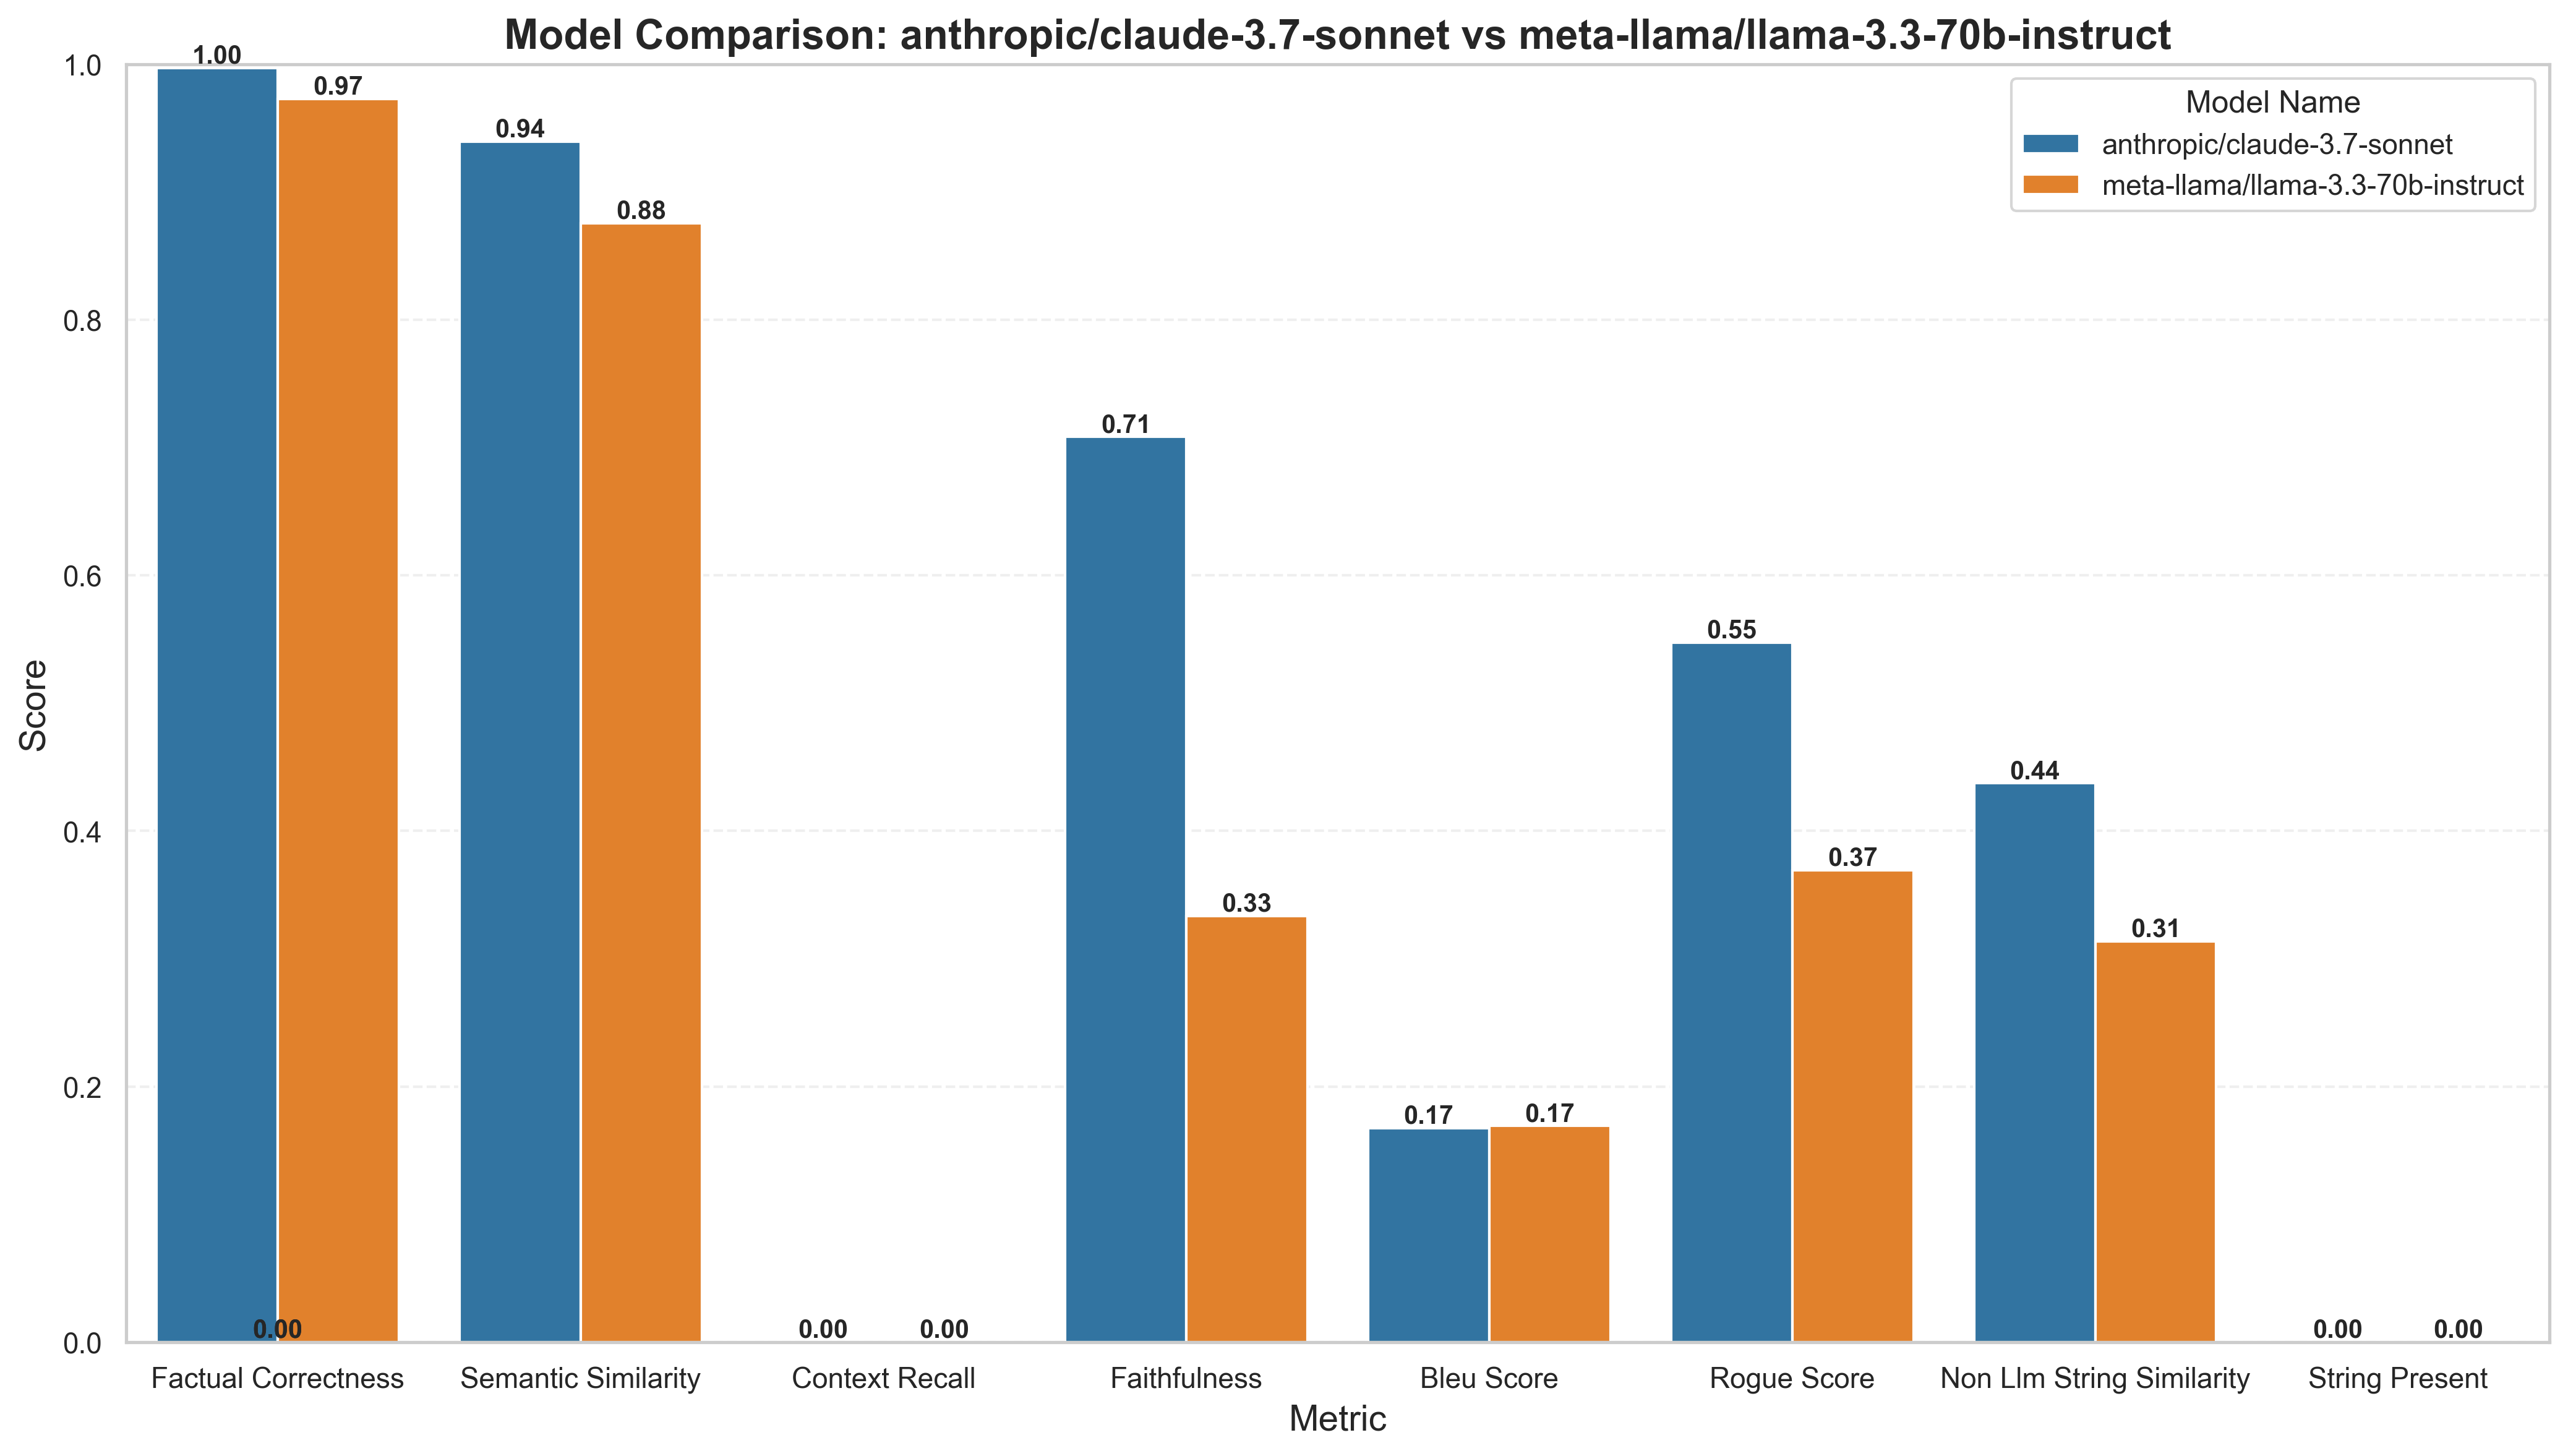 Model Comparison: anthropic/claude-3.7-sonnet vs meta-llama/llama-3.3-70b-instruct
Model Name
anthropic/claude-3.7-sonnet
meta-llama/llama-3.3-70b-instruct
Score
1.0
0.8
0.6
0.4
0.2
0.0
1.00
0.97
0.00
0.94
0.88
0.00
0.00
0.71
0.33
0.17
0.17
0.55
0.37
0.44
0.31
0.00
0.00
Factual Correctness
Semantic Similarity
Context Recall
Faithfulness
Bleu Score
Rogue Score
Non Llm String Similarity
String Present
Metric